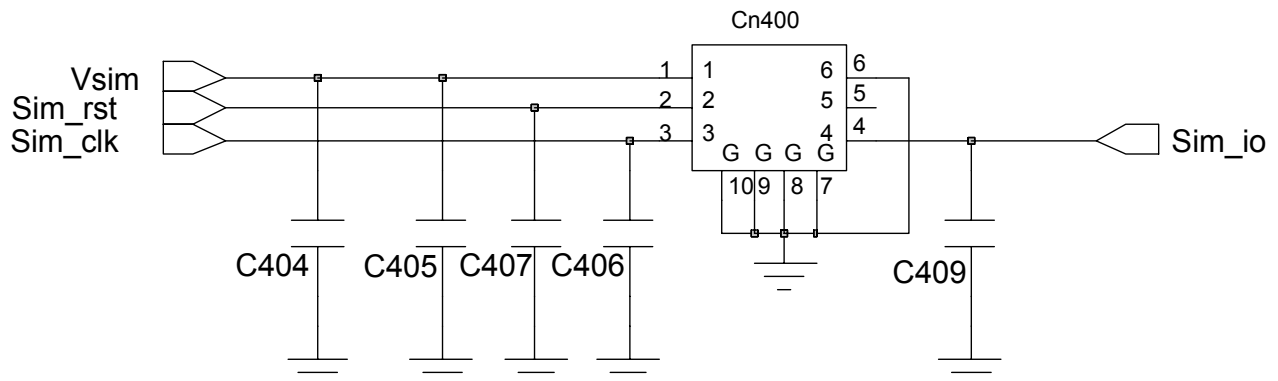 Cn400
Vsim 1 1 6 6
Sim_rst 2 2 5 5
Sim_clk 3 3 4 4 Sim_io
G G G G
10 9 8 7
C404 C405 C407 C406 C409